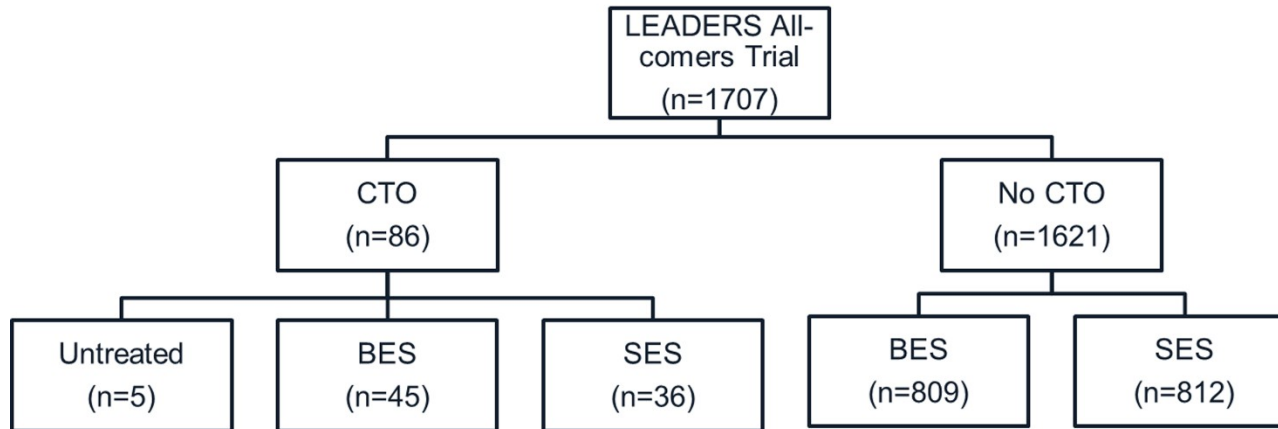 LEADERS All-
comers Trial
(n=1707)
CTO
(n=86)
No CTO
(n=1621)
Untreated
(n=5)
BES
(n=45)
SES
(n=36)
BES
(n=809)
SES
(n=812)